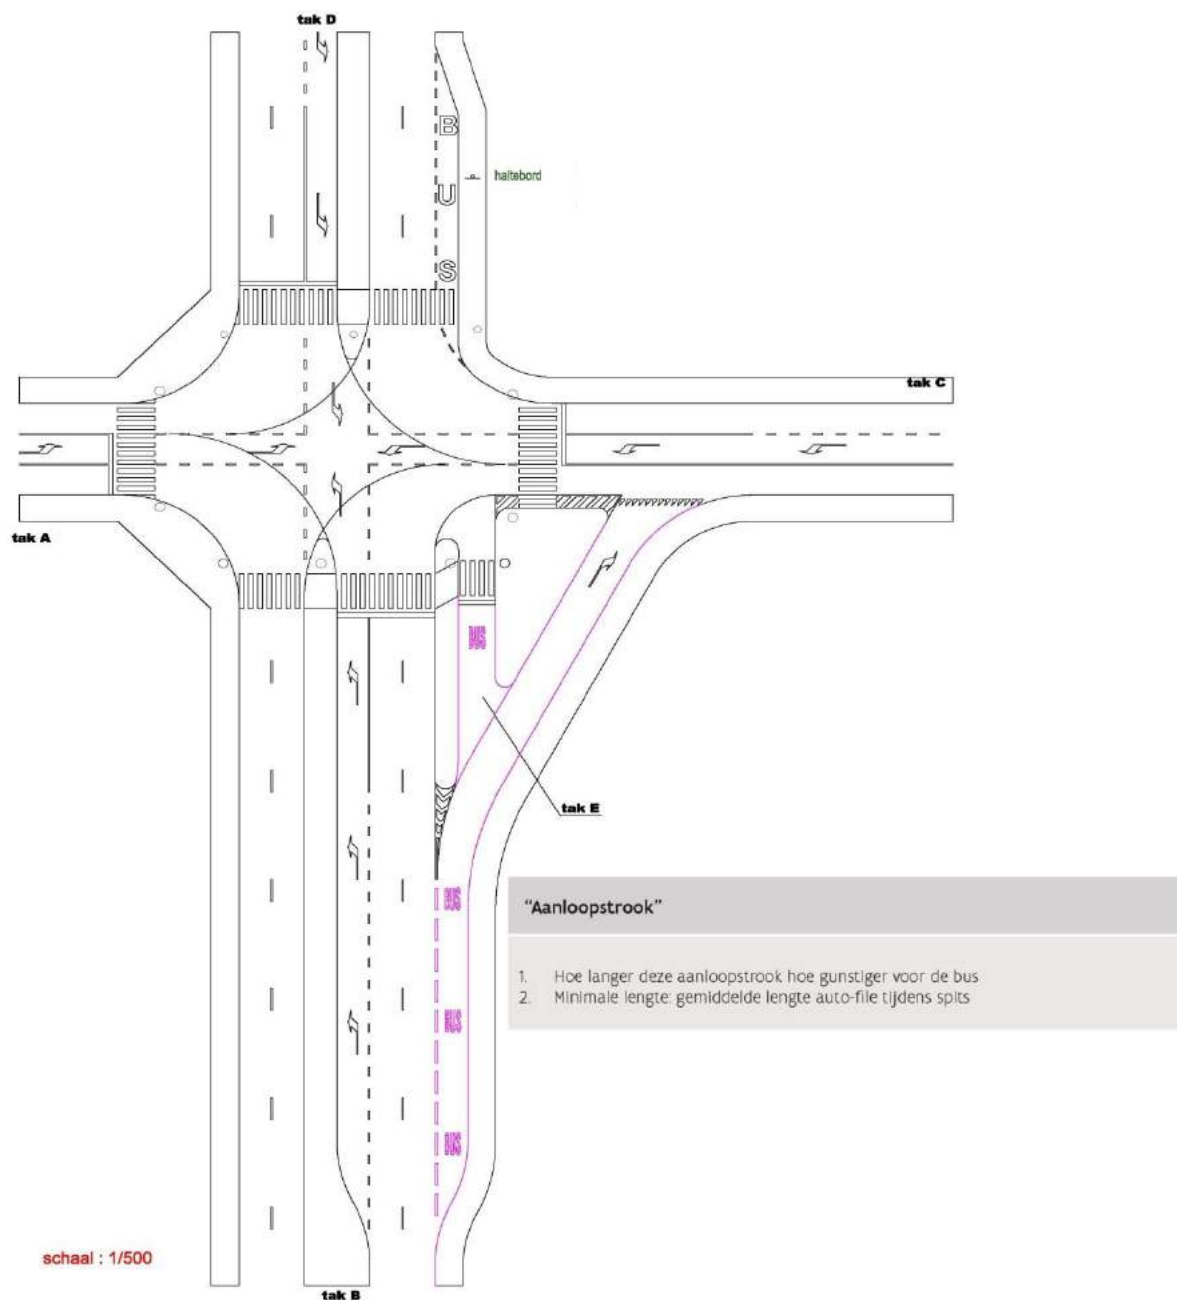 tak D
B
haltebord
U
S
tak C
tak A
BUS
tak E
BUS
“Aanloopstrook”
1. Hoe langer deze aanloopstrook hoe gunstiger voor de bus
2. Minimale lengte: gemiddelde lengte auto-file tijdens spits
BUS
BUS
schaal : 1/500
tak B